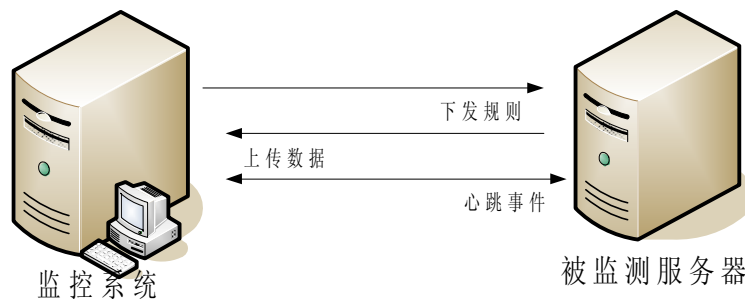 下发规则
上传数据
心跳事件
监控系统
被监测服务器